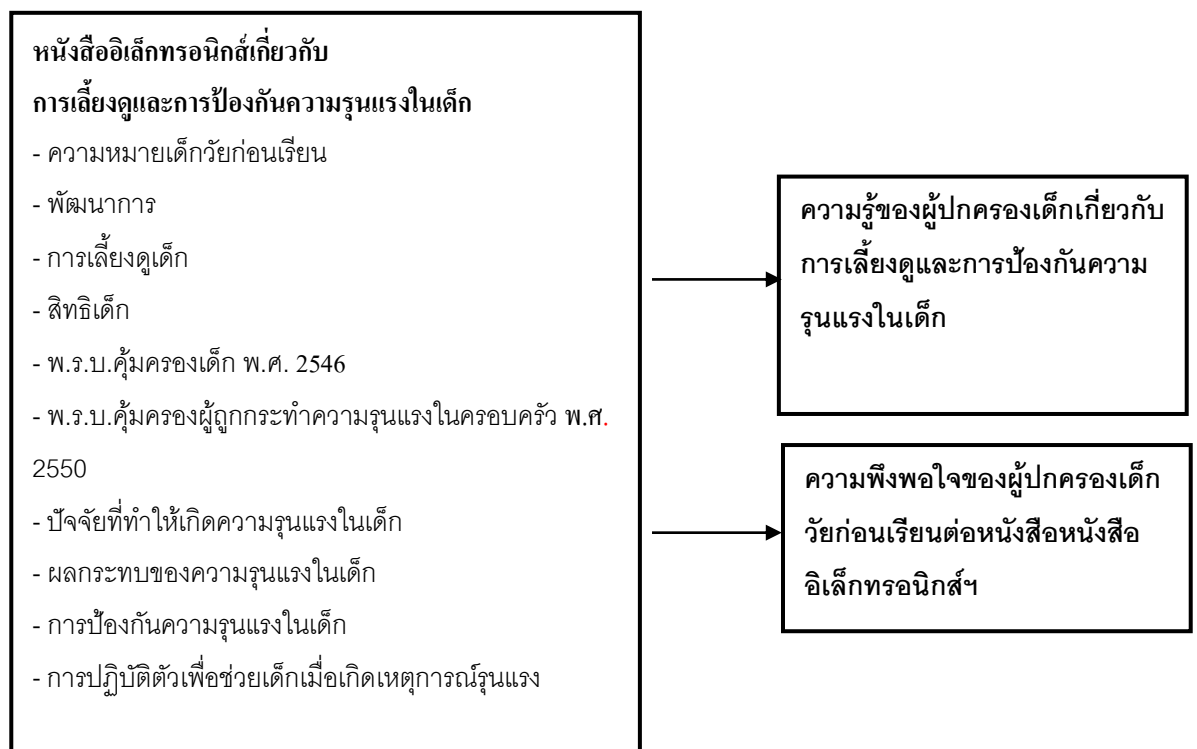 หนังสืออิเล็กทรอนิกส์เกี่ยวกับ
การเลี้ยงดูและการป้องกันความรุนแรงในเด็ก
- ความหมายเด็กวัยก่อนเรียน
- พัฒนาการ
- การเลี้ยงดูเด็ก
- สิทธิเด็ก
- พ.ร.บ.คุ้มครองเด็ก พ.ศ. 2546
- พ.ร.บ.คุ้มครองผู้ถูกกระทำความรุนแรงในครอบครัว พ.ศ.
2550
- ปัจจัยที่ทำให้เกิดความรุนแรงในเด็ก
- ผลกระทบของความรุนแรงในเด็ก
- การป้องกันความรุนแรงในเด็ก
- การปฏิบัติตัวเพื่อช่วยเด็กเมื่อเกิดเหตุการณ์รุนแรง
ความรู้ของผู้ปกครองเด็กเกี่ยวกับ
การเลี้ยงดูและการป้องกันความ
รุนแรงในเด็ก
ความพึงพอใจของผู้ปกครองเด็ก
วัยก่อนเรียนต่อหนังสือหนังสือ
อิเล็กทรอนิกส์ฯ